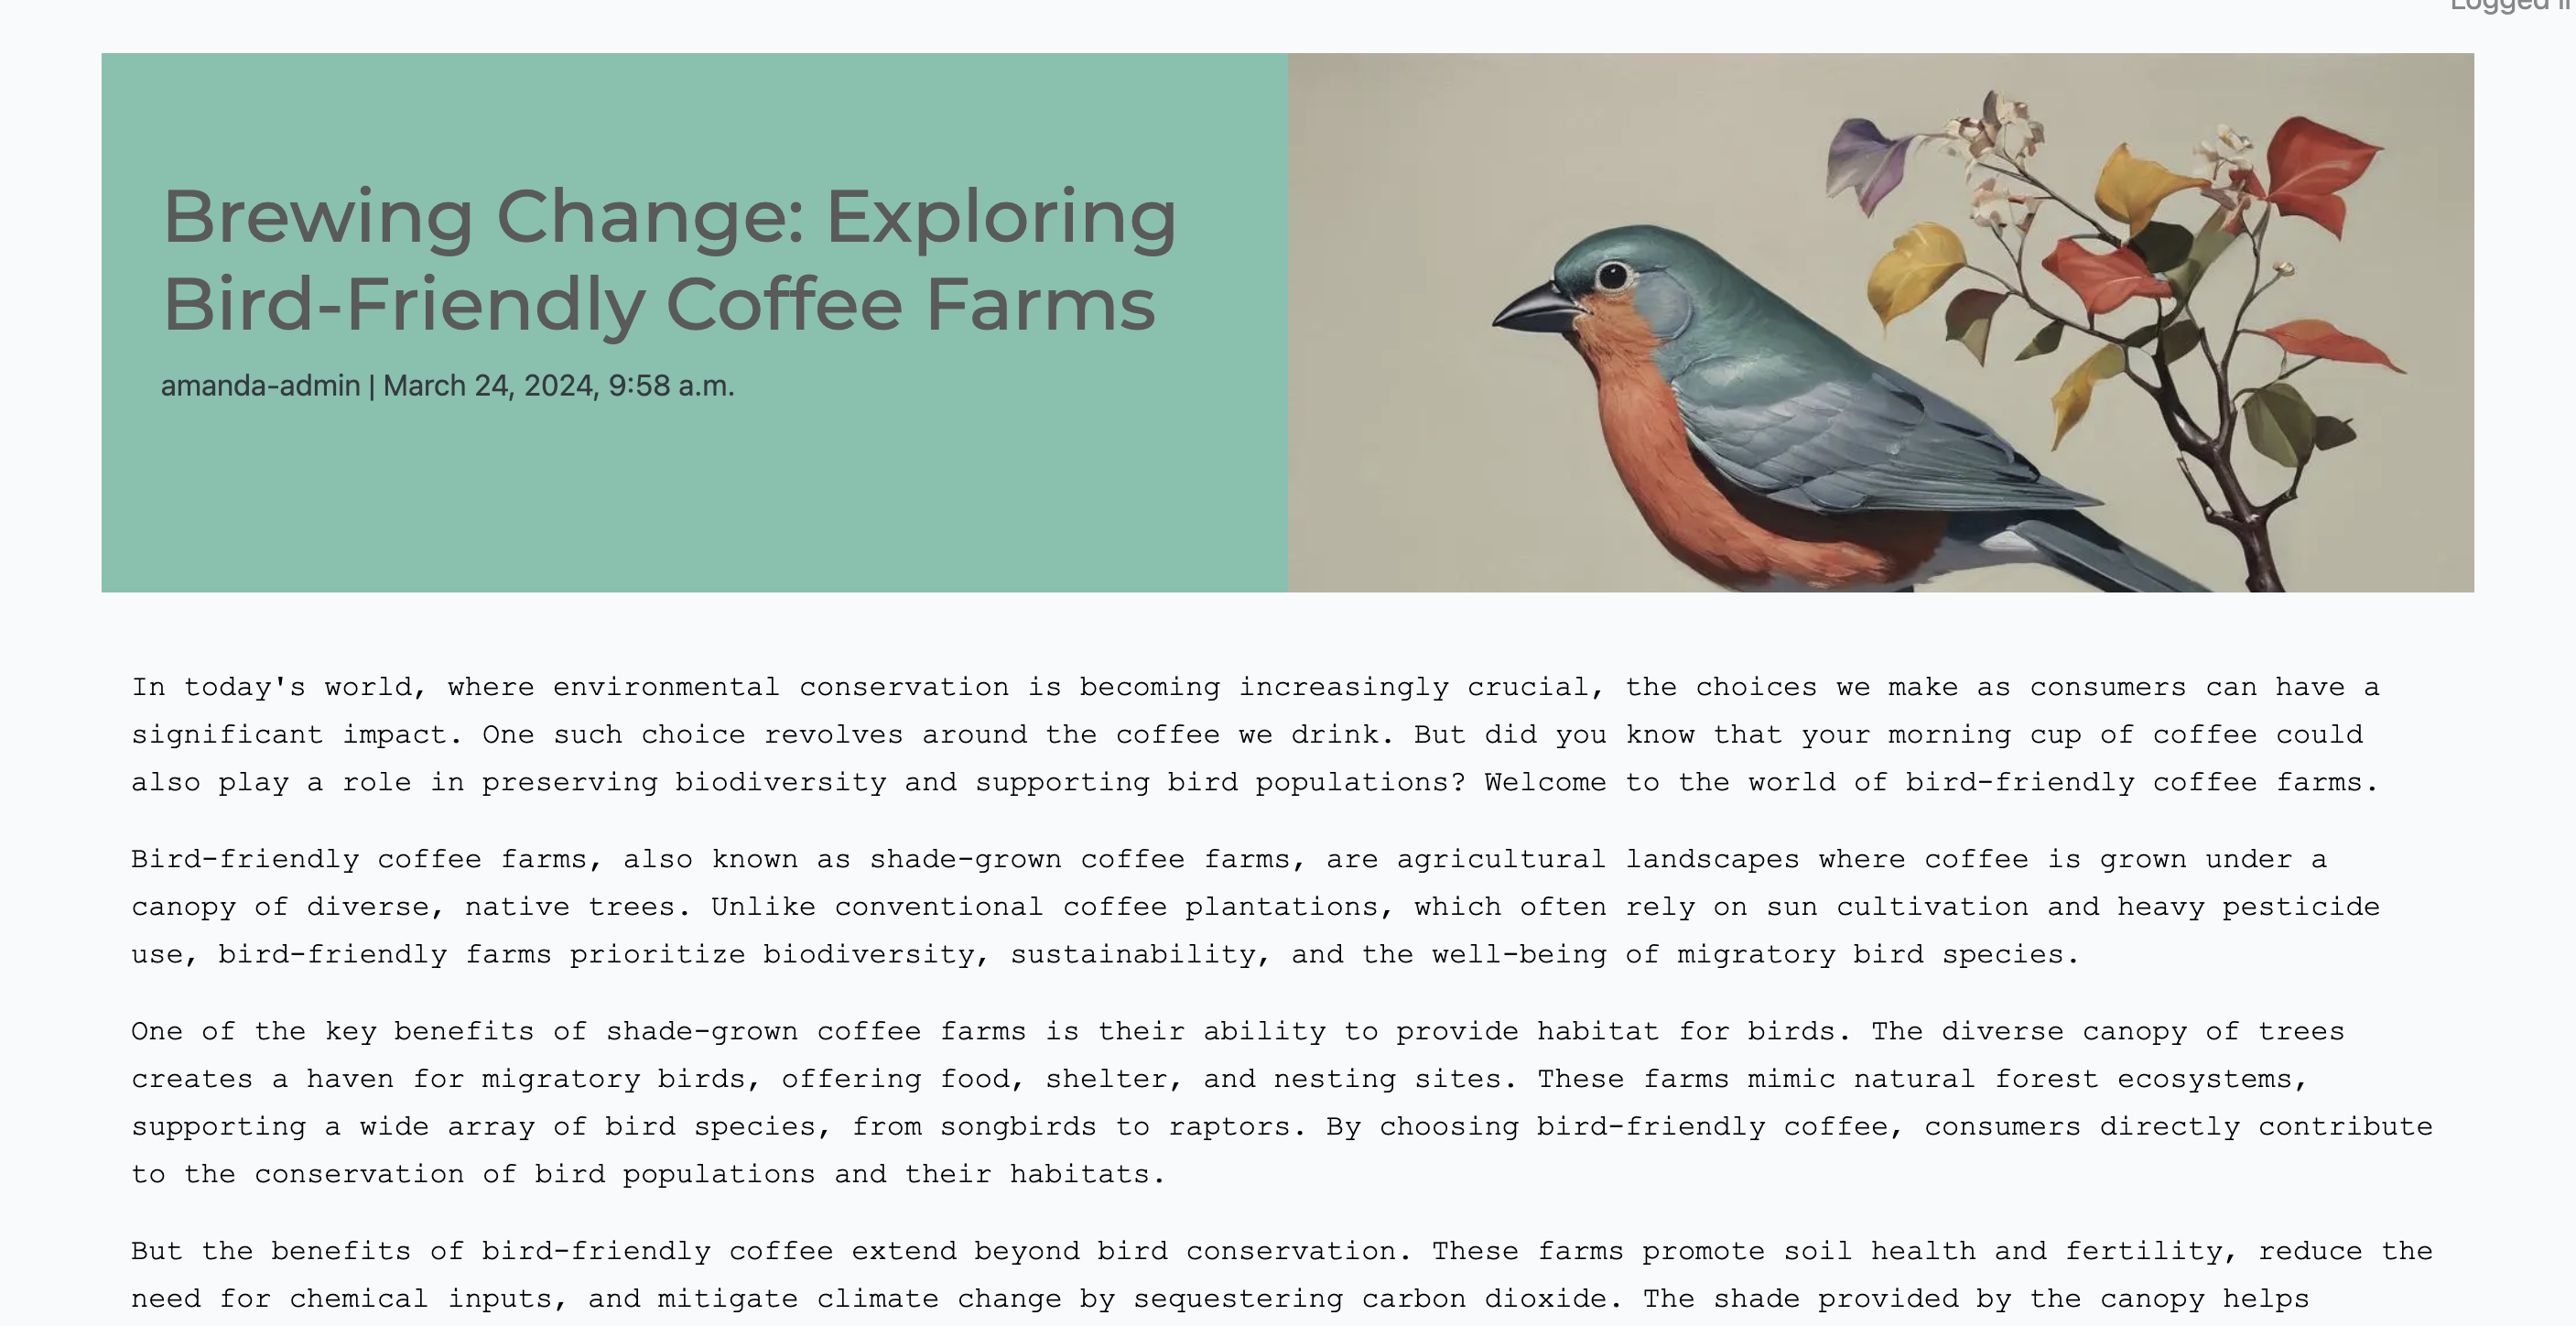 Logged
Brewing Change: Exploring
Bird-Friendly Coffee Farms
amanda-admin | March 24, 2024, 9:58 a.m.
In today's world, where environmental conservation is becoming increasingly crucial, the choices we make as consumers can have a
significant impact. One such choice revolves around the coffee we drink. But did you know that your morning cup of coffee could
also play a role in preserving biodiversity and supporting bird populations? Welcome to the world of bird-friendly coffee farms.
Bird-friendly coffee farms, also known as shade-grown coffee farms, are agricultural landscapes where coffee is grown under a
canopy of diverse, native trees. Unlike conventional coffee plantations, which often rely on sun cultivation and heavy pesticide
use, bird-friendly farms prioritize biodiversity, sustainability, and the well-being of migratory bird species.
One of the key benefits of shade-grown coffee farms is their ability to provide habitat for birds. The diverse canopy of trees
creates a haven for migratory birds, offering food, shelter, and nesting sites. These farms mimic natural forest ecosystems,
supporting a wide array of bird species, from songbirds to raptors. By choosing bird-friendly coffee, consumers directly contribute
to the conservation of bird populations and their habitats.
But the benefits of bird-friendly coffee extend beyond bird conservation. These farms promote soil health and fertility, reduce the
need for chemical inputs, and mitigate climate change by sequestering carbon dioxide. The shade provided by the canopy helps